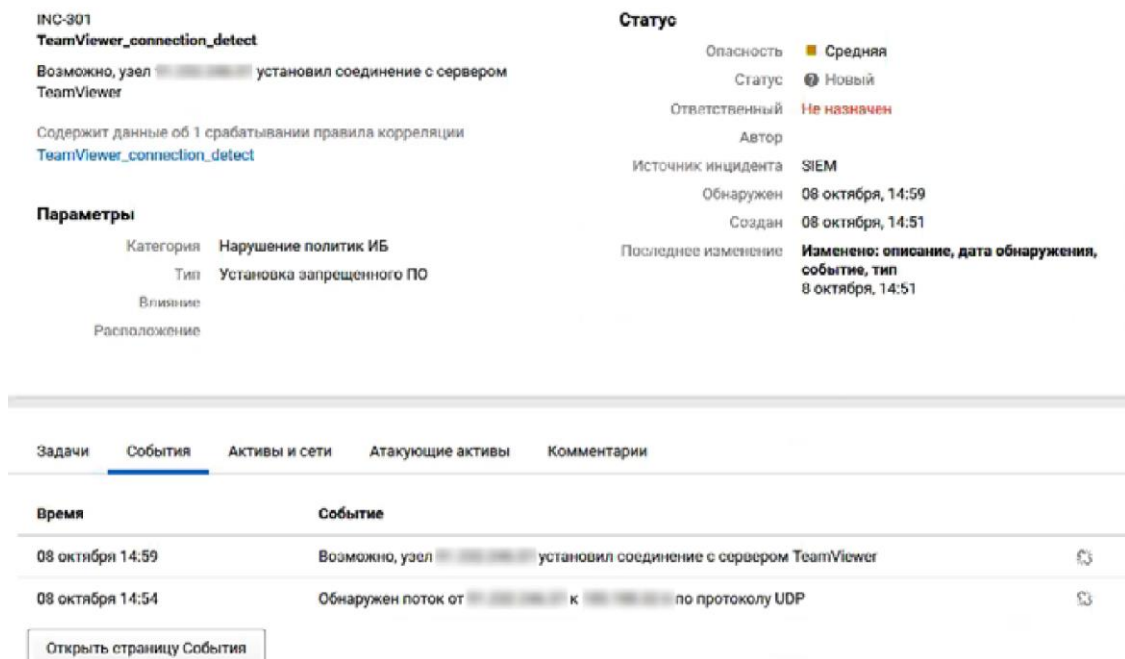 INC-301
TeamViewer_connection_detect
Возможно, узел установил соединение с сервером
TeamViewer
Содержит данные об 1 срабатывании правила корреляции
TeamViewer_connection_detect
Параметры
Категория Нарушение политик ИБ
Тип Установка запрещенного ПО
Влияние
Расположение
Статус
Опасность Средняя
Статус Новый
Ответственный Не назначен
Автор
Источник инцидента SIEM
Обнаружен 08 октября, 14:59
Создан 08 октября, 14:51
Последнее изменение Изменено: описание, дата обнаружения,
событие, тип
8 октября, 14:51
Задачи События Активы и сети Атакующие активы Комментарии
Время Событие
08 октября 14:59 Возможно, узел установил соединение с сервером TeamViewer
08 октября 14:54 Обнаружен поток от к по протоколу UDP
Открыть страницу События